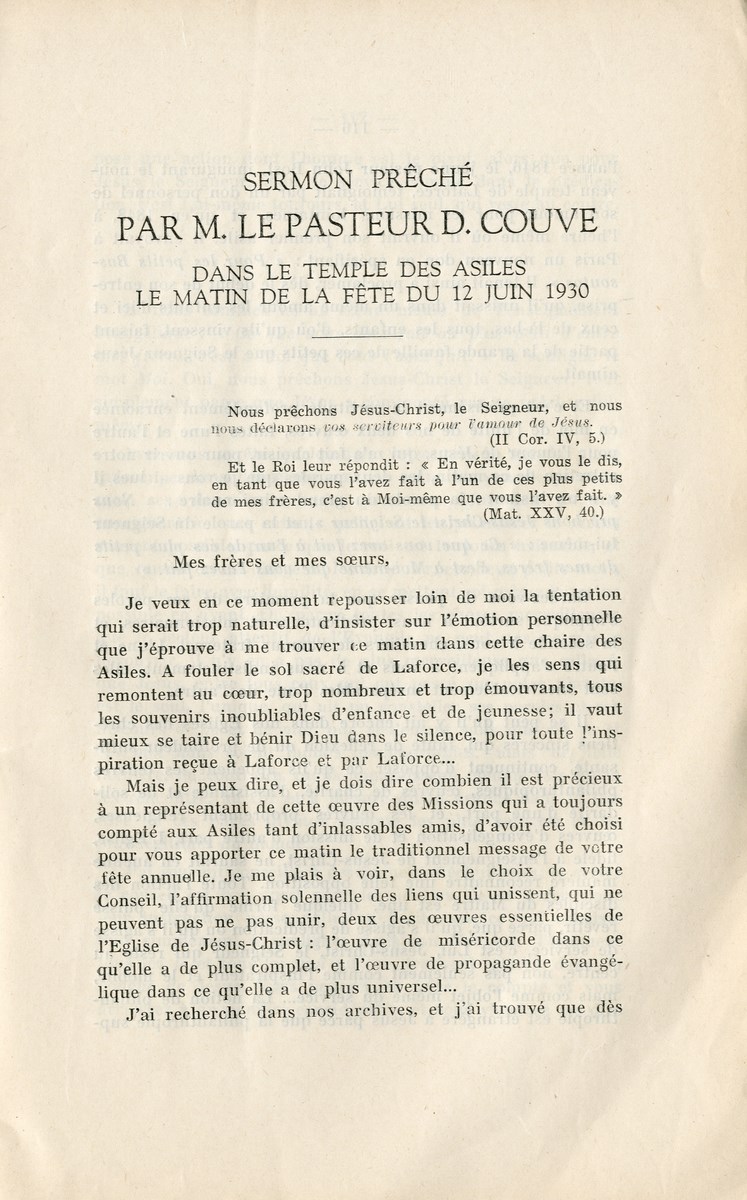 SERMON PRÊCHÉ
PAR M. LE PASTEUR D. COUVE
DANS LE TEMPLE DES ASILES
LE MATIN DE LA FÊTE DU 12 JUIN 1930
Nous prêchons Jésus-Christ, le Seigneur, et nous
nous déclarons vos serviteurs pour l'amour de Jésus.
(II Cor. IV, 5.)
Et le Roi leur répondit : « En vérité, je vous le dis,
en tant que vous l'avez fait à l'un de ces plus petits
de mes frères, c'est à Moi-même que vous l'avez fait. »
(Mat. XXV, 40.)
Mes frères et mes sœurs,
Je veux en ce moment repousser loin de moi la tentation
qui serait trop naturelle, d'insister sur l'émotion personnelle
que j'éprouve à me trouver ce matin dans cette chaire des
Asiles. A fouler le sol sacré de Laforce, je les sens qui
remontent au cœur, trop nombreux et trop émouvants, tous
les souvenirs inoubliables d'enfance et de jeunesse; il vaut
mieux se taire et bénir Dieu dans le silence, pour toute l'ins-
piration reçue à Laforce et par Laforce...
Mais je peux dire, et je dois dire combien il est précieux
à un représentant de cette œuvre des Missions qui a toujours
compté aux Asiles tant d'inlassables amis, d'avoir été choisi
pour vous apporter ce matin le traditionnel message de votre
fête annuelle. Je me plais à voir, dans le choix de votre
Conseil, l'affirmation solennelle des liens qui unissent, qui ne
peuvent pas ne pas unir, deux des œuvres essentielles de
l'Eglise de Jésus-Christ : l'œuvre de miséricorde dans ce
qu'elle a de plus complet, et l'œuvre de propagande évangé-
lique dans ce qu'elle a de plus universel...
J'ai recherché dans nos archives, et j'ai trouvé que dès